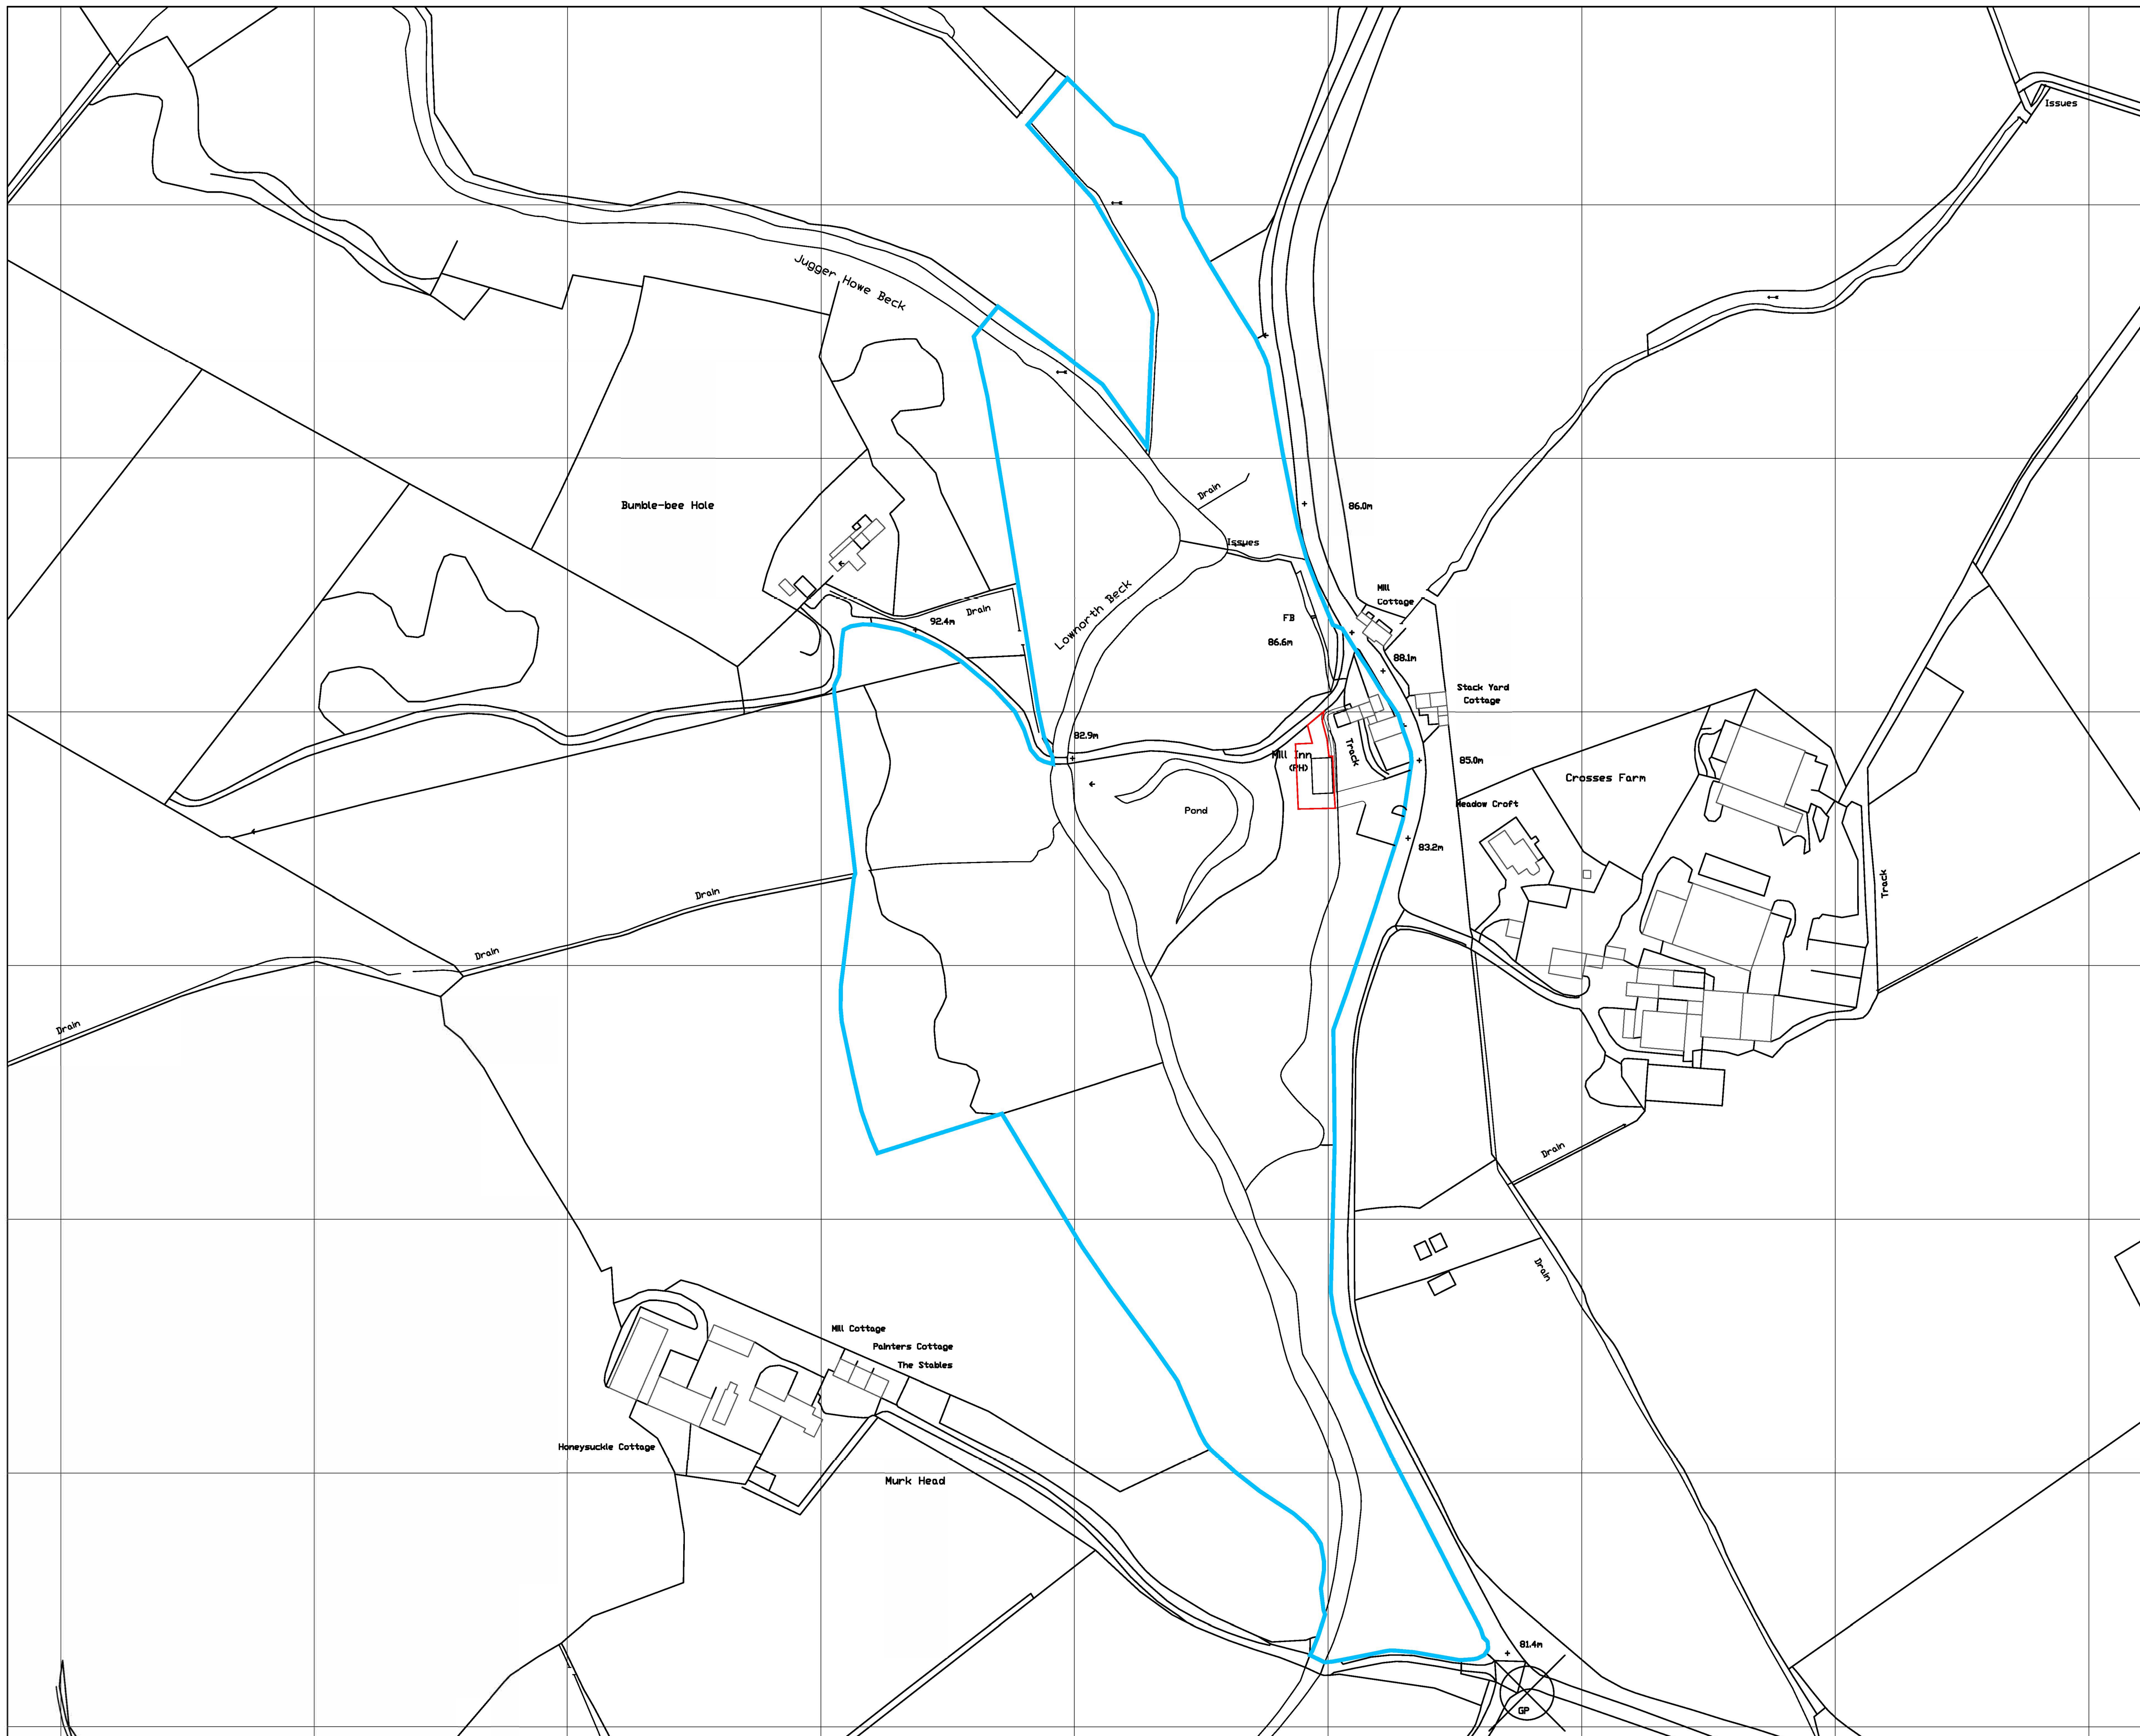 Issues
Jugger Howe Beck
Bumble-bee Hole
Drain
86.0m
Issues
Mill
Cottage
Lownorth Beck
Drain
FB
92.4m
86.6m
88.1m
Stack Yard
Cottage
82.9m
Mill Inn
(PH)
Track
85.0m
Crosses Farm
Meadow Croft
Pond
83.2m
Drain
Track
Drain
Drain
Drain
Drain
Mill Cottage
Painters Cottage
The Stables
Honeysuckle Cottage
Murk Head
81.4m
GP